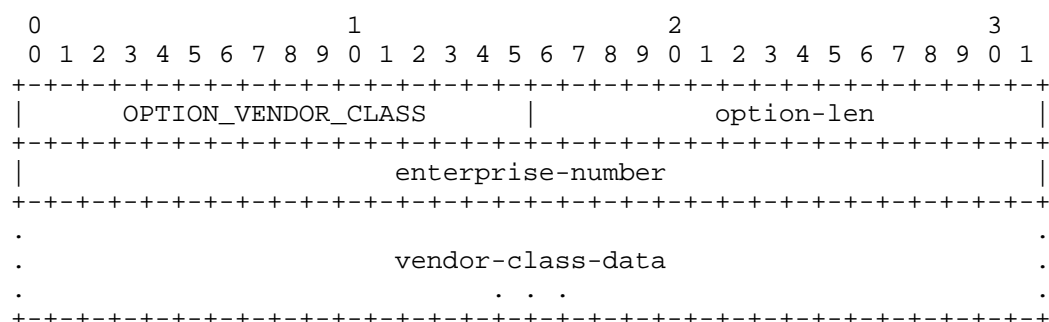 0                   1                   2                   3
 0 1 2 3 4 5 6 7 8 9 0 1 2 3 4 5 6 7 8 9 0 1 2 3 4 5 6 7 8 9 0 1
+-+-+-+-+-+-+-+-+-+-+-+-+-+-+-+-+-+-+-+-+-+-+-+-+-+-+-+-+-+-+-+-+
|      OPTION_VENDOR_CLASS      |           option-len          |
+-+-+-+-+-+-+-+-+-+-+-+-+-+-+-+-+-+-+-+-+-+-+-+-+-+-+-+-+-+-+-+-+
|                       enterprise-number                       |
+-+-+-+-+-+-+-+-+-+-+-+-+-+-+-+-+-+-+-+-+-+-+-+-+-+-+-+-+-+-+-+-+
.                                                               .
.                       vendor-class-data                       .
.                             . . .                             .
+-+-+-+-+-+-+-+-+-+-+-+-+-+-+-+-+-+-+-+-+-+-+-+-+-+-+-+-+-+-+-+-+